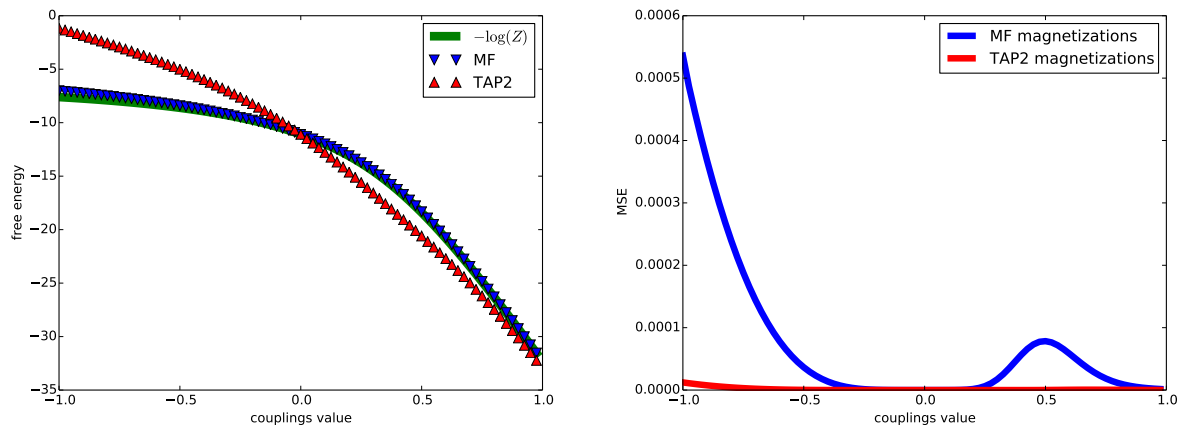 0
−5
−10
−15
−20
−25
−30
−35
free energy
−log(Z)
MF
TAP2
−1.0
−0.5
0.0
0.5
1.0
couplings value
0.0006
0.0005
0.0004
0.0003
0.0002
0.0001
0.0000
MSE
MF magnetizations
TAP2 magnetizations
−1.0
−0.5
0.0
0.5
1.0
couplings value